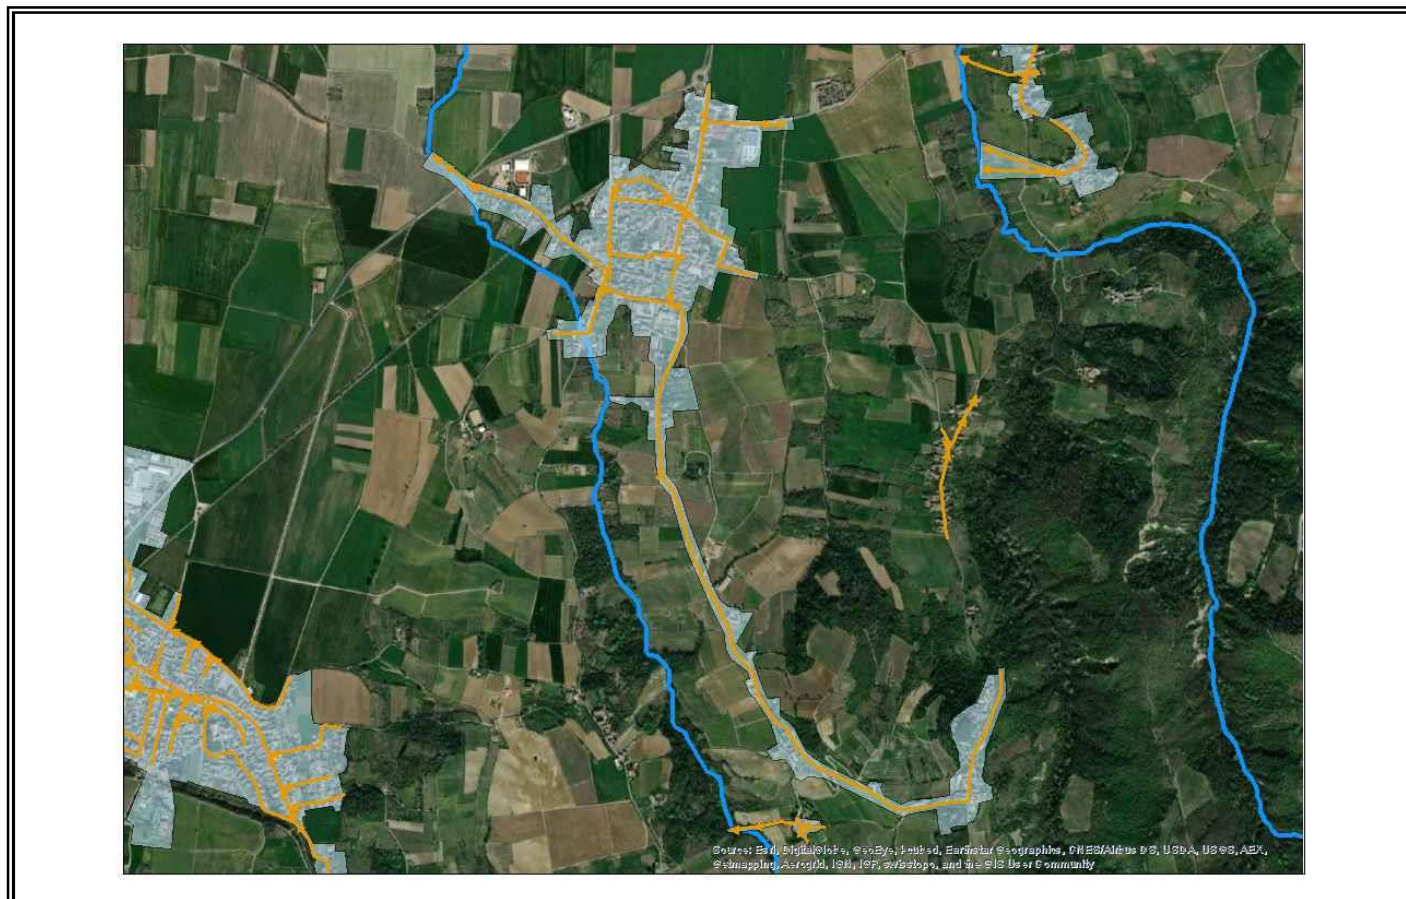 Source: Esri, DigitalGlobe, GeoEye, i-cubed, Earthstar Geographics, CNES/Airbus DS, USDA, USGS, AEX,
Getmapping, Aerogrid, IGN, IGP, swisstopo, and the GIS User Community